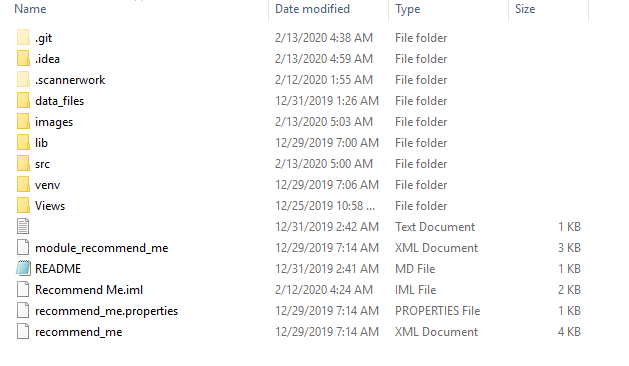 Name Date modified Type Size
.git 2/13/2020 4:38 AM File folder
.idea 2/13/2020 4:59 AM File folder
.scannerwork 2/12/2020 1:55 AM File folder
data_files 12/31/2019 1:26 AM File folder
images 2/13/2020 5:03 AM File folder
lib 12/29/2019 7:00 AM File folder
src 2/13/2020 5:00 AM File folder
venv 12/29/2019 7:06 AM File folder
Views 12/25/2019 10:58 ... File folder
12/31/2019 2:42 AM Text Document 1 KB
module_recommend_me 12/29/2019 7:14 AM XML Document 3 KB
README 12/31/2019 2:41 AM MD File 1 KB
Recommend Me.iml 2/12/2020 4:24 AM IML File 2 KB
recommend_me.properties 12/29/2019 7:14 AM PROPERTIES File 1 KB
recommend_me 12/29/2019 7:14 AM XML Document 4 KB